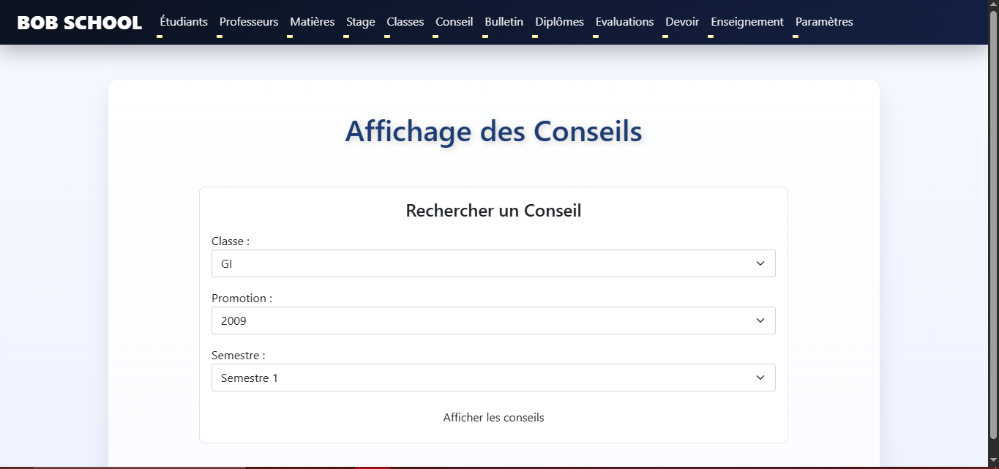 BOB SCHOOL Étudiants Professeurs Matières Stage Classes Conseil Bulletin Diplômes Evaluations Devoir Enseignement Paramètres
Affichage des Conseils
Rechercher un Conseil
Classe :
GI
Promotion :
2009
Semestre :
Semestre 1
Afficher les conseils